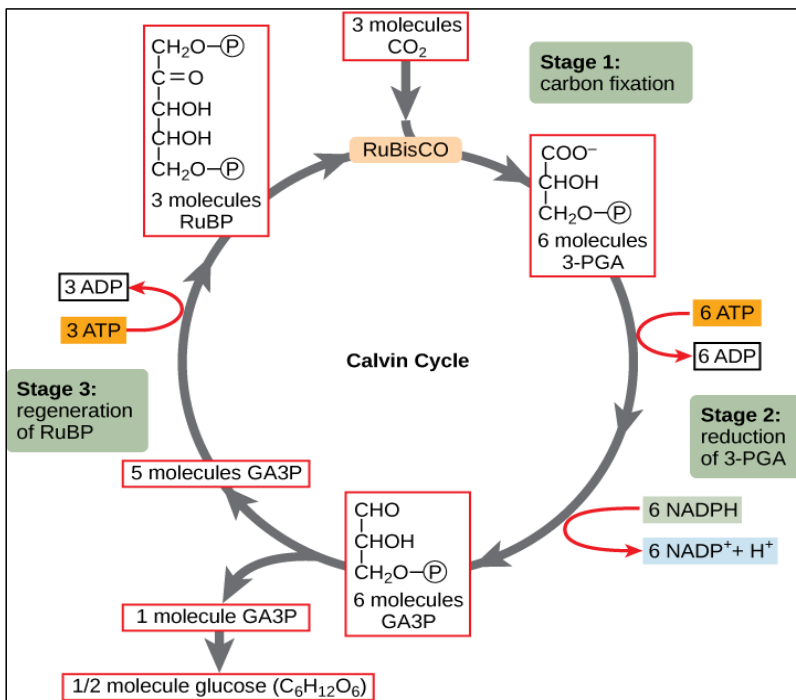 3 molecules
CO₂
Stage 1:
carbon fixation
CH₂O–Ⓟ
C=O
CHOH
CHOH
CH₂O–Ⓟ
3 molecules
RuBP
RuBisCO
COO⁻
CHOH
CH₂O–Ⓟ
6 molecules
3-PGA
3 ADP
3 ATP
6 ATP
6 ADP
Calvin Cycle
Stage 3:
regeneration
of RuBP
Stage 2:
reduction
of 3-PGA
5 molecules GA3P
CHO
CHOH
CH₂O–Ⓟ
6 molecules
GA3P
6 NADPH
6 NADP⁺+ H⁺
1 molecule GA3P
1/2 molecule glucose (C₆H₁₂O₆)